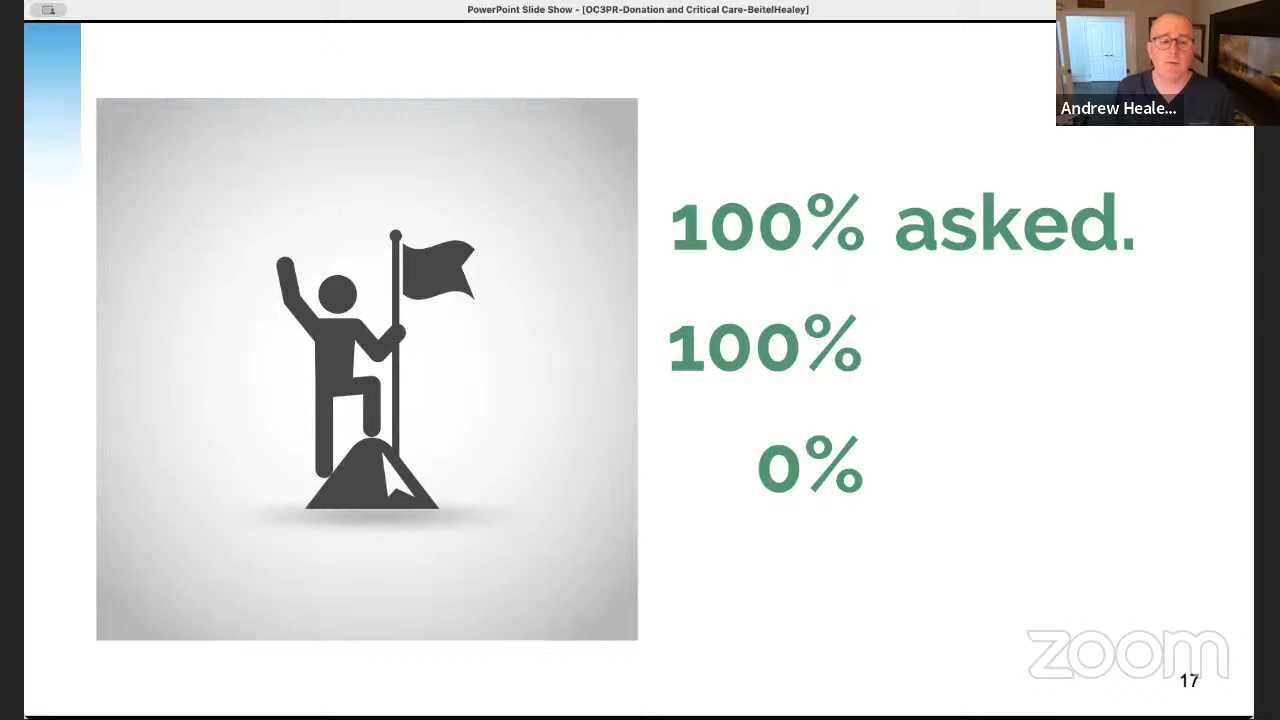 PowerPoint Slide Show - [OC3PR-Donation and Critical Care-BeitelHealey]
Andrew Heale...
100% asked.
100%
0%
zoom
17